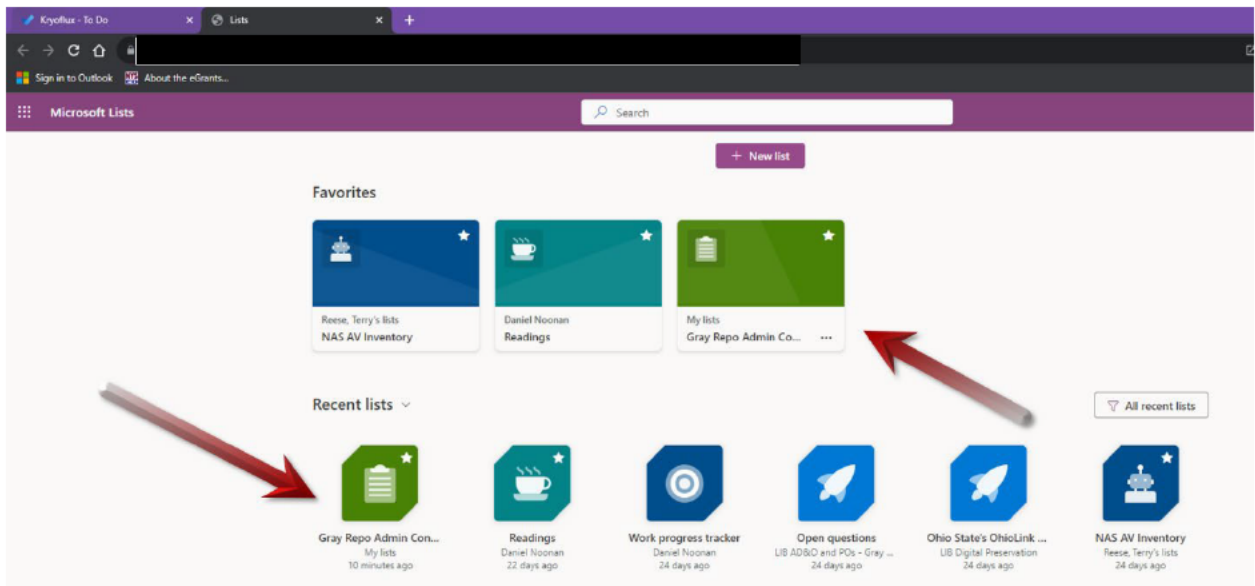 Kryoflux - To Do
Lists
Sign in to Outlook
About the eGrants...
Microsoft Lists
Search
+ New list
Favorites
Reese, Terry's lists
NAS AV Inventory
Daniel Noonan
Readings
My lists
Gray Repo Admin Co...
Recent lists
All recent lists
Gray Repo Admin Con...
My lists
10 minutes ago
Readings
Daniel Noonan
22 days ago
Work progress tracker
Daniel Noonan
24 days ago
Open questions
LIB AD&O and POs - Gray ...
24 days ago
Ohio State's OhioLink ...
LIB Digital Preservation
24 days ago
NAS AV Inventory
Reese, Terry's lists
24 days ago